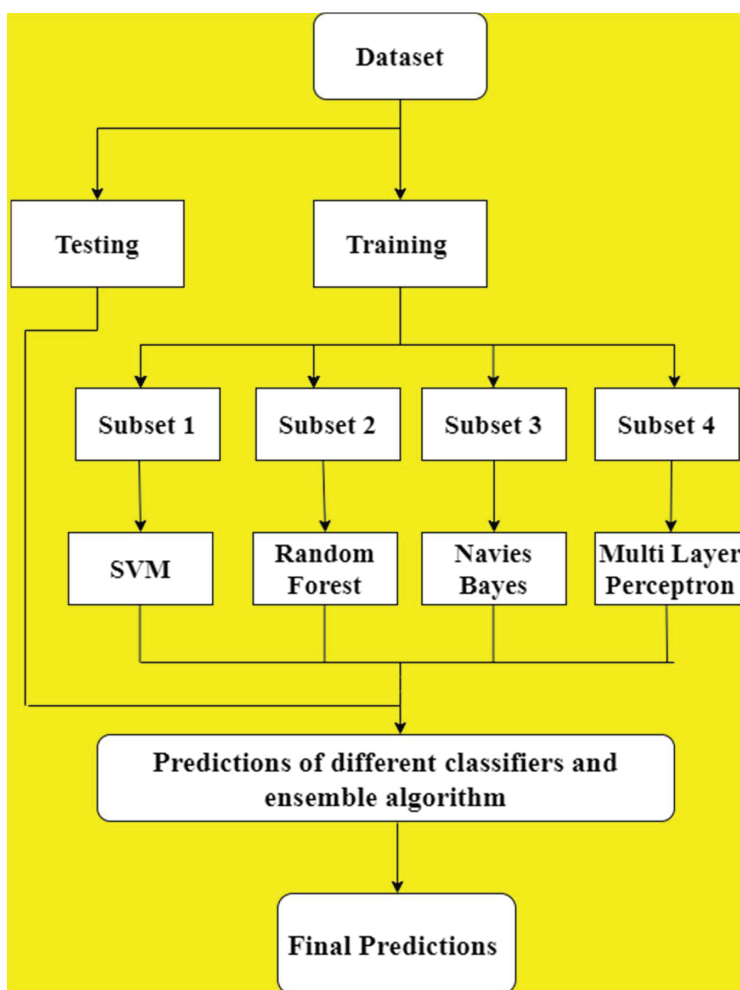 Dataset
Testing
Training
Subset 1
Subset 2
Subset 3
Subset 4
SVM
Random
Forest
Navies
Bayes
Multi Layer
Perceptron
Predictions of different classifiers and
ensemble algorithm
Final Predictions